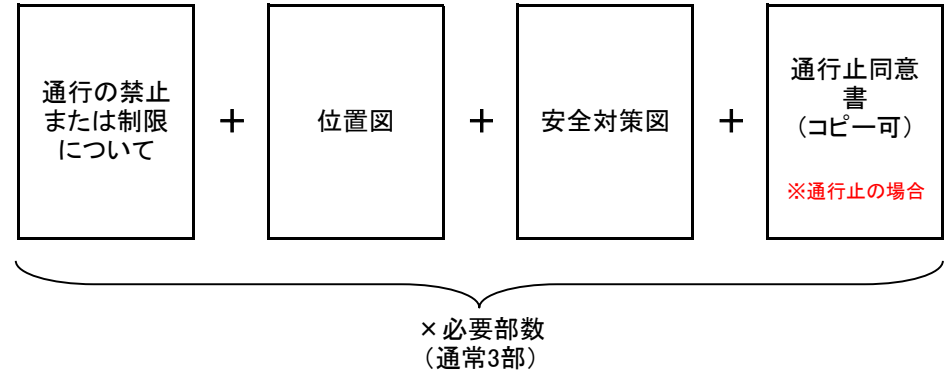 通行の禁止
または制限
について
＋
位置図
＋
安全対策図
＋
通行止同意
書
（コピー可）
※通行止の場合
×必要部数
（通常3部）